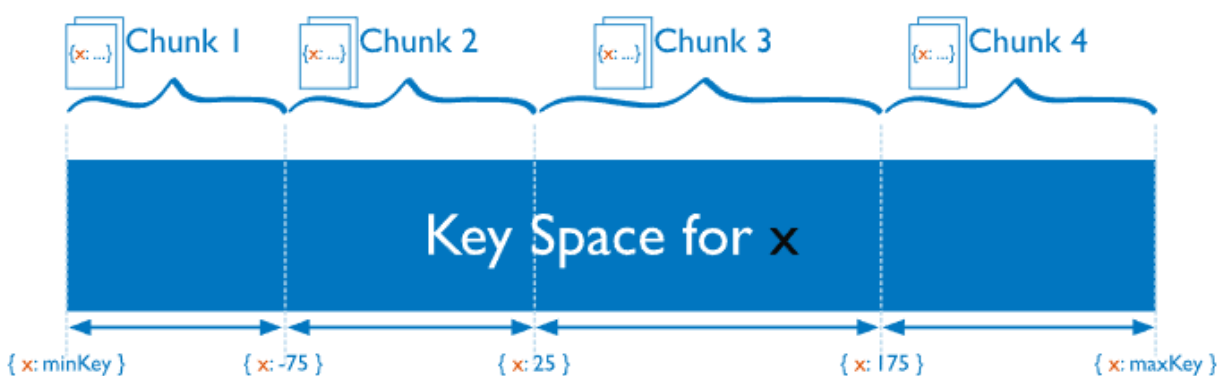 {x: ...} Chunk 1
{x: ...} Chunk 2
{x: ...} Chunk 3
{x: ...} Chunk 4
Key Space for x
{ x: minKey }
{ x: -75 }
{ x: 25 }
{ x: 175 }
{ x: maxKey }